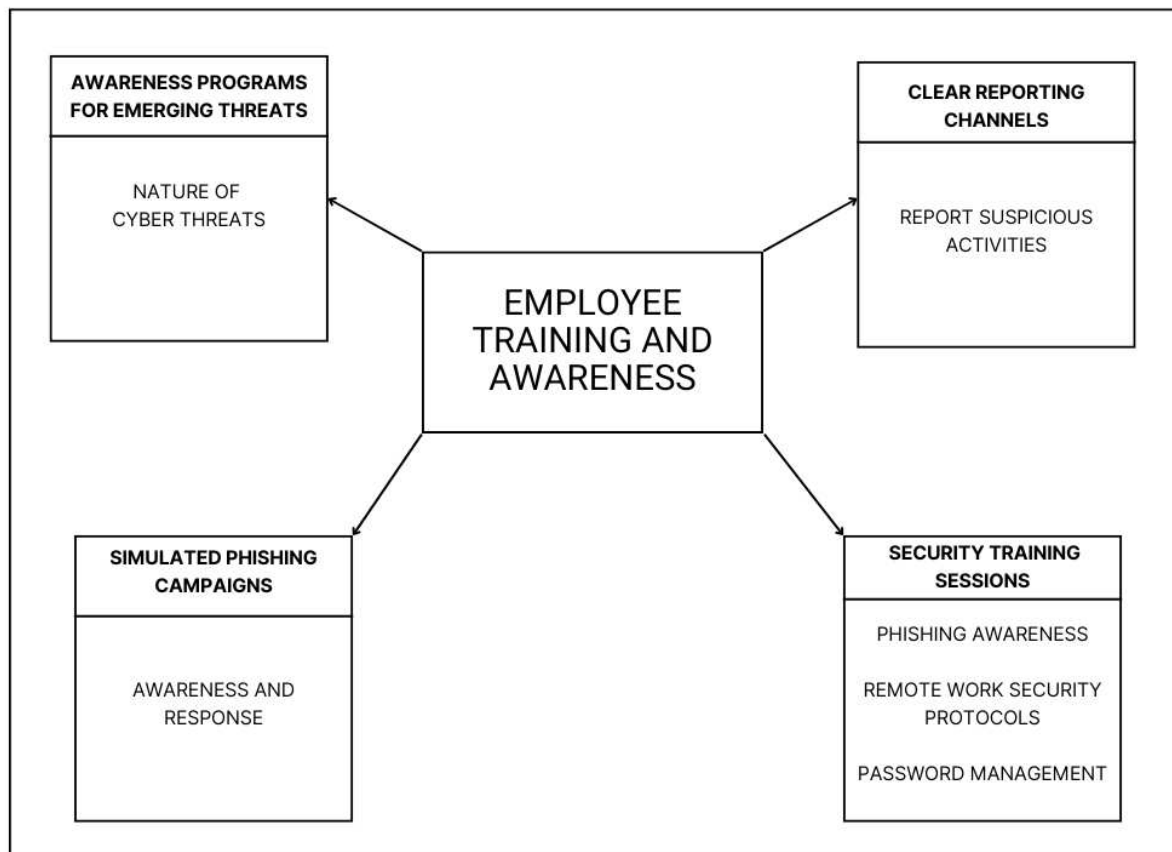 AWARENESS PROGRAMS
FOR EMERGING THREATS
NATURE OF
CYBER THREATS
CLEAR REPORTING
CHANNELS
REPORT SUSPICIOUS
ACTIVITIES
EMPLOYEE
TRAINING AND
AWARENESS
SIMULATED PHISHING
CAMPAIGNS
AWARENESS AND
RESPONSE
SECURITY TRAINING
SESSIONS
PHISHING AWARENESS
REMOTE WORK SECURITY
PROTOCOLS
PASSWORD MANAGEMENT